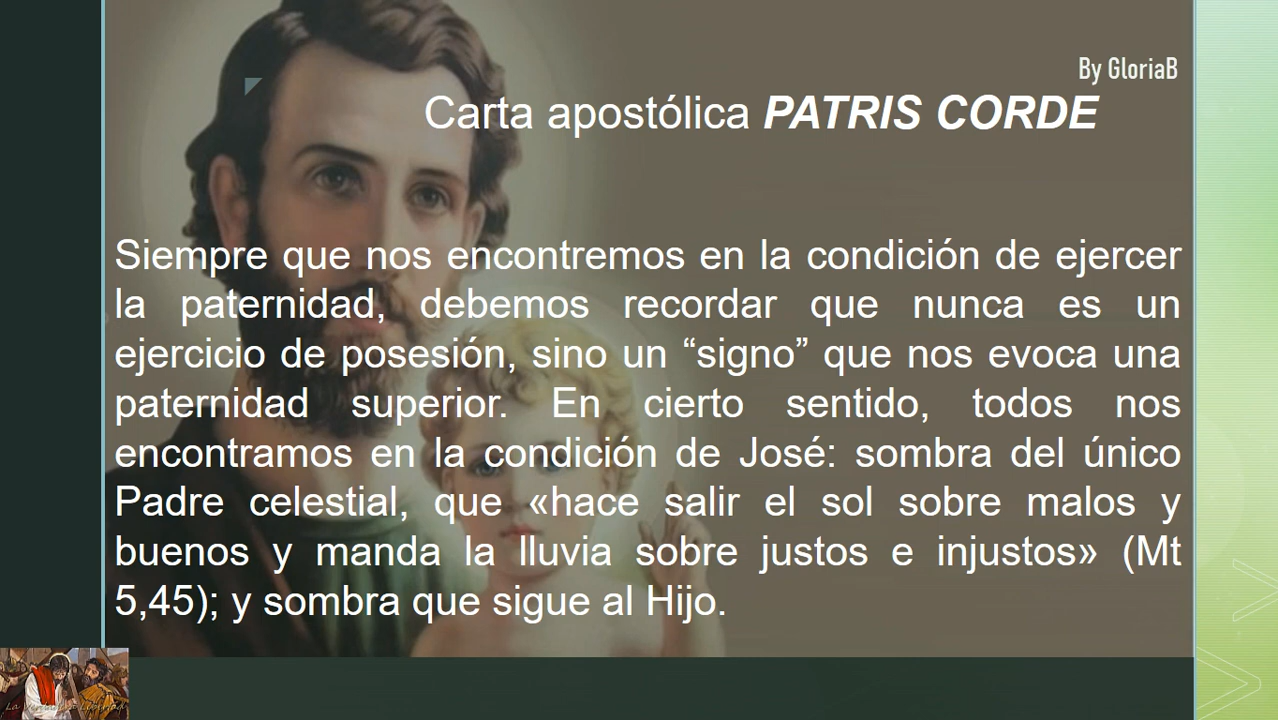 By GloriaB
Carta apostólica PATRIS CORDE
Siempre que nos encontremos en la condición de ejercer
la paternidad, debemos recordar que nunca es un
ejercicio de posesión, sino un “signo” que nos evoca una
paternidad superior. En cierto sentido, todos nos
encontramos en la condición de José: sombra del único
Padre celestial, que «hace salir el sol sobre malos y
buenos y manda la lluvia sobre justos e injustos» (Mt
5,45); y sombra que sigue al Hijo.